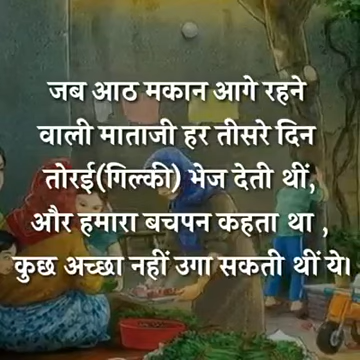 जब आठ मकान आगे रहने
वाली माताजी हर तीसरे दिन
तोरई(गिल्की) भेज देती थीं,
और हमारा बचपन कहता था ,
कुछ अच्छा नहीं उगा सकती थीं ये।